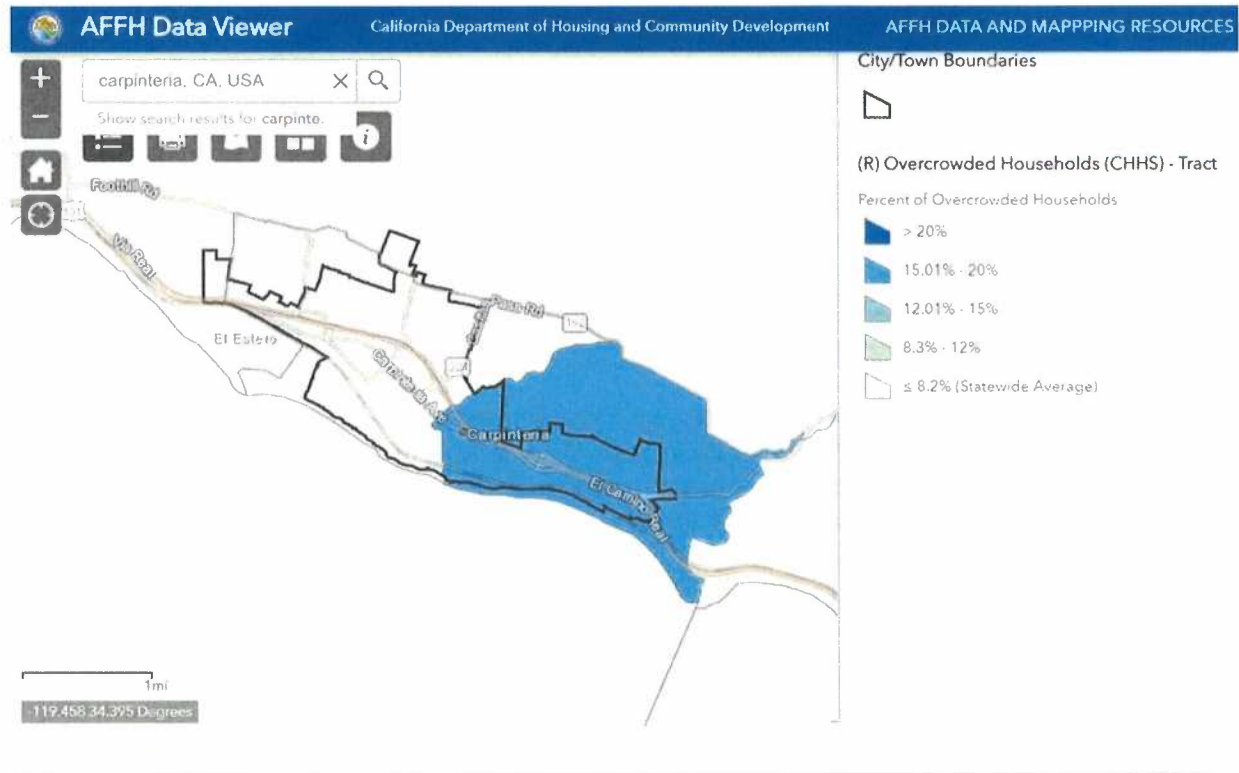 AFFH Data Viewer
California Department of Housing and Community Development
AFFH DATA AND MAPPPING RESOURCES
carpinteria, CA, USA
Show search results for carpinte.
City/Town Boundaries
(R) Overcrowded Households (CHHS) - Tract
Percent of Overcrowded Households
> 20%
15.01% - 20%
12.01% - 15%
8.3% - 12%
≤ 8.2% (Statewide Average)
Foothill Rd
Via Real
Pass Rd
192
El Estero
Carpinteria Ave
Carpinteria
El Camino Real
1mi
-119.458 34.395 Degrees